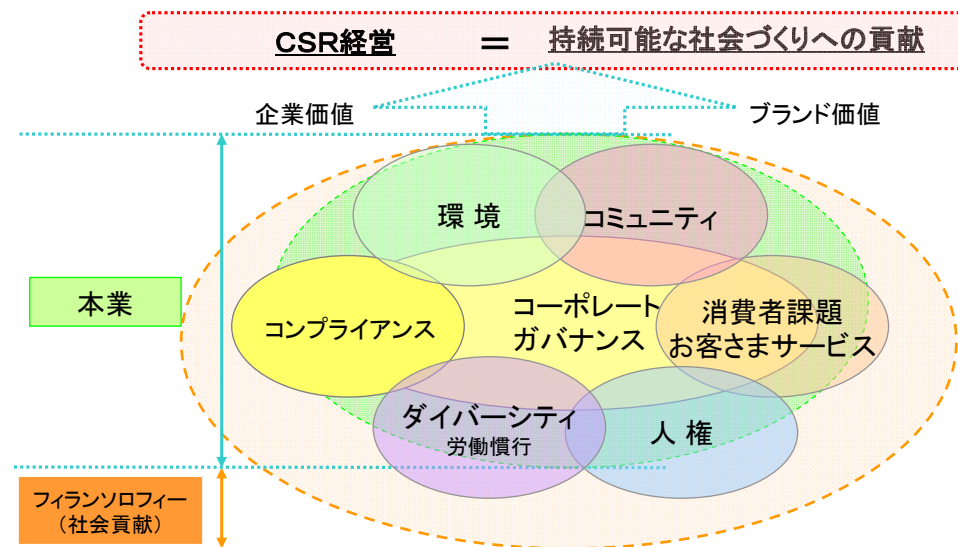 CSR経営 ＝ 持続可能な社会づくりへの貢献
企業価値
ブランド価値
環 境
コミュニティ
本業
コンプライアンス
コーポレート
ガバナンス
消費者課題
お客さまサービス
ダイバーシティ
労働慣行
人 権
フィランソロフィー
（社会貢献）